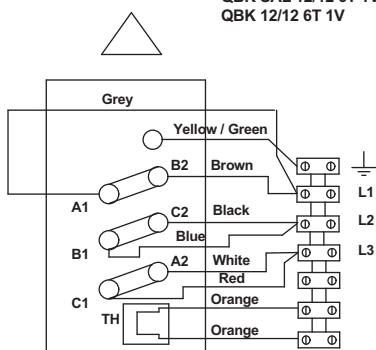 QBK 12/12 6T 1V
Grey
Yellow / Green
B2 Brown
A1
L1
C2 Black
L2
Blue
B1
A2 White
L3
Red
C1
Orange
TH
Orange